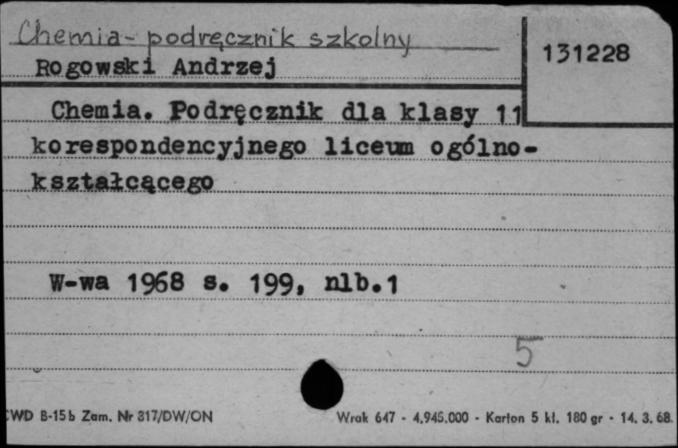 Chemia - podręcznik szkolny
131228
Rogowski Andrzej
Chemia. Podręcznik dla klasy 11
korespondencyjnego liceum ogólno-
kształcącego
W-wa 1968 s. 199, nlb.1
5
CWD B-15b Zam. Nr 317/DW/ON
Wrak 647 - 4.946.000 - Karton 5 kl. 180 gr - 14. 3. 68.